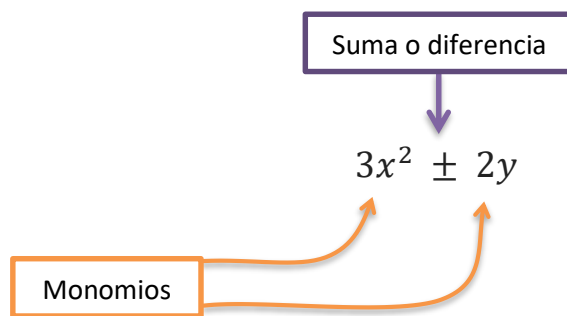 Suma o diferencia
3x² ± 2y
Monomios